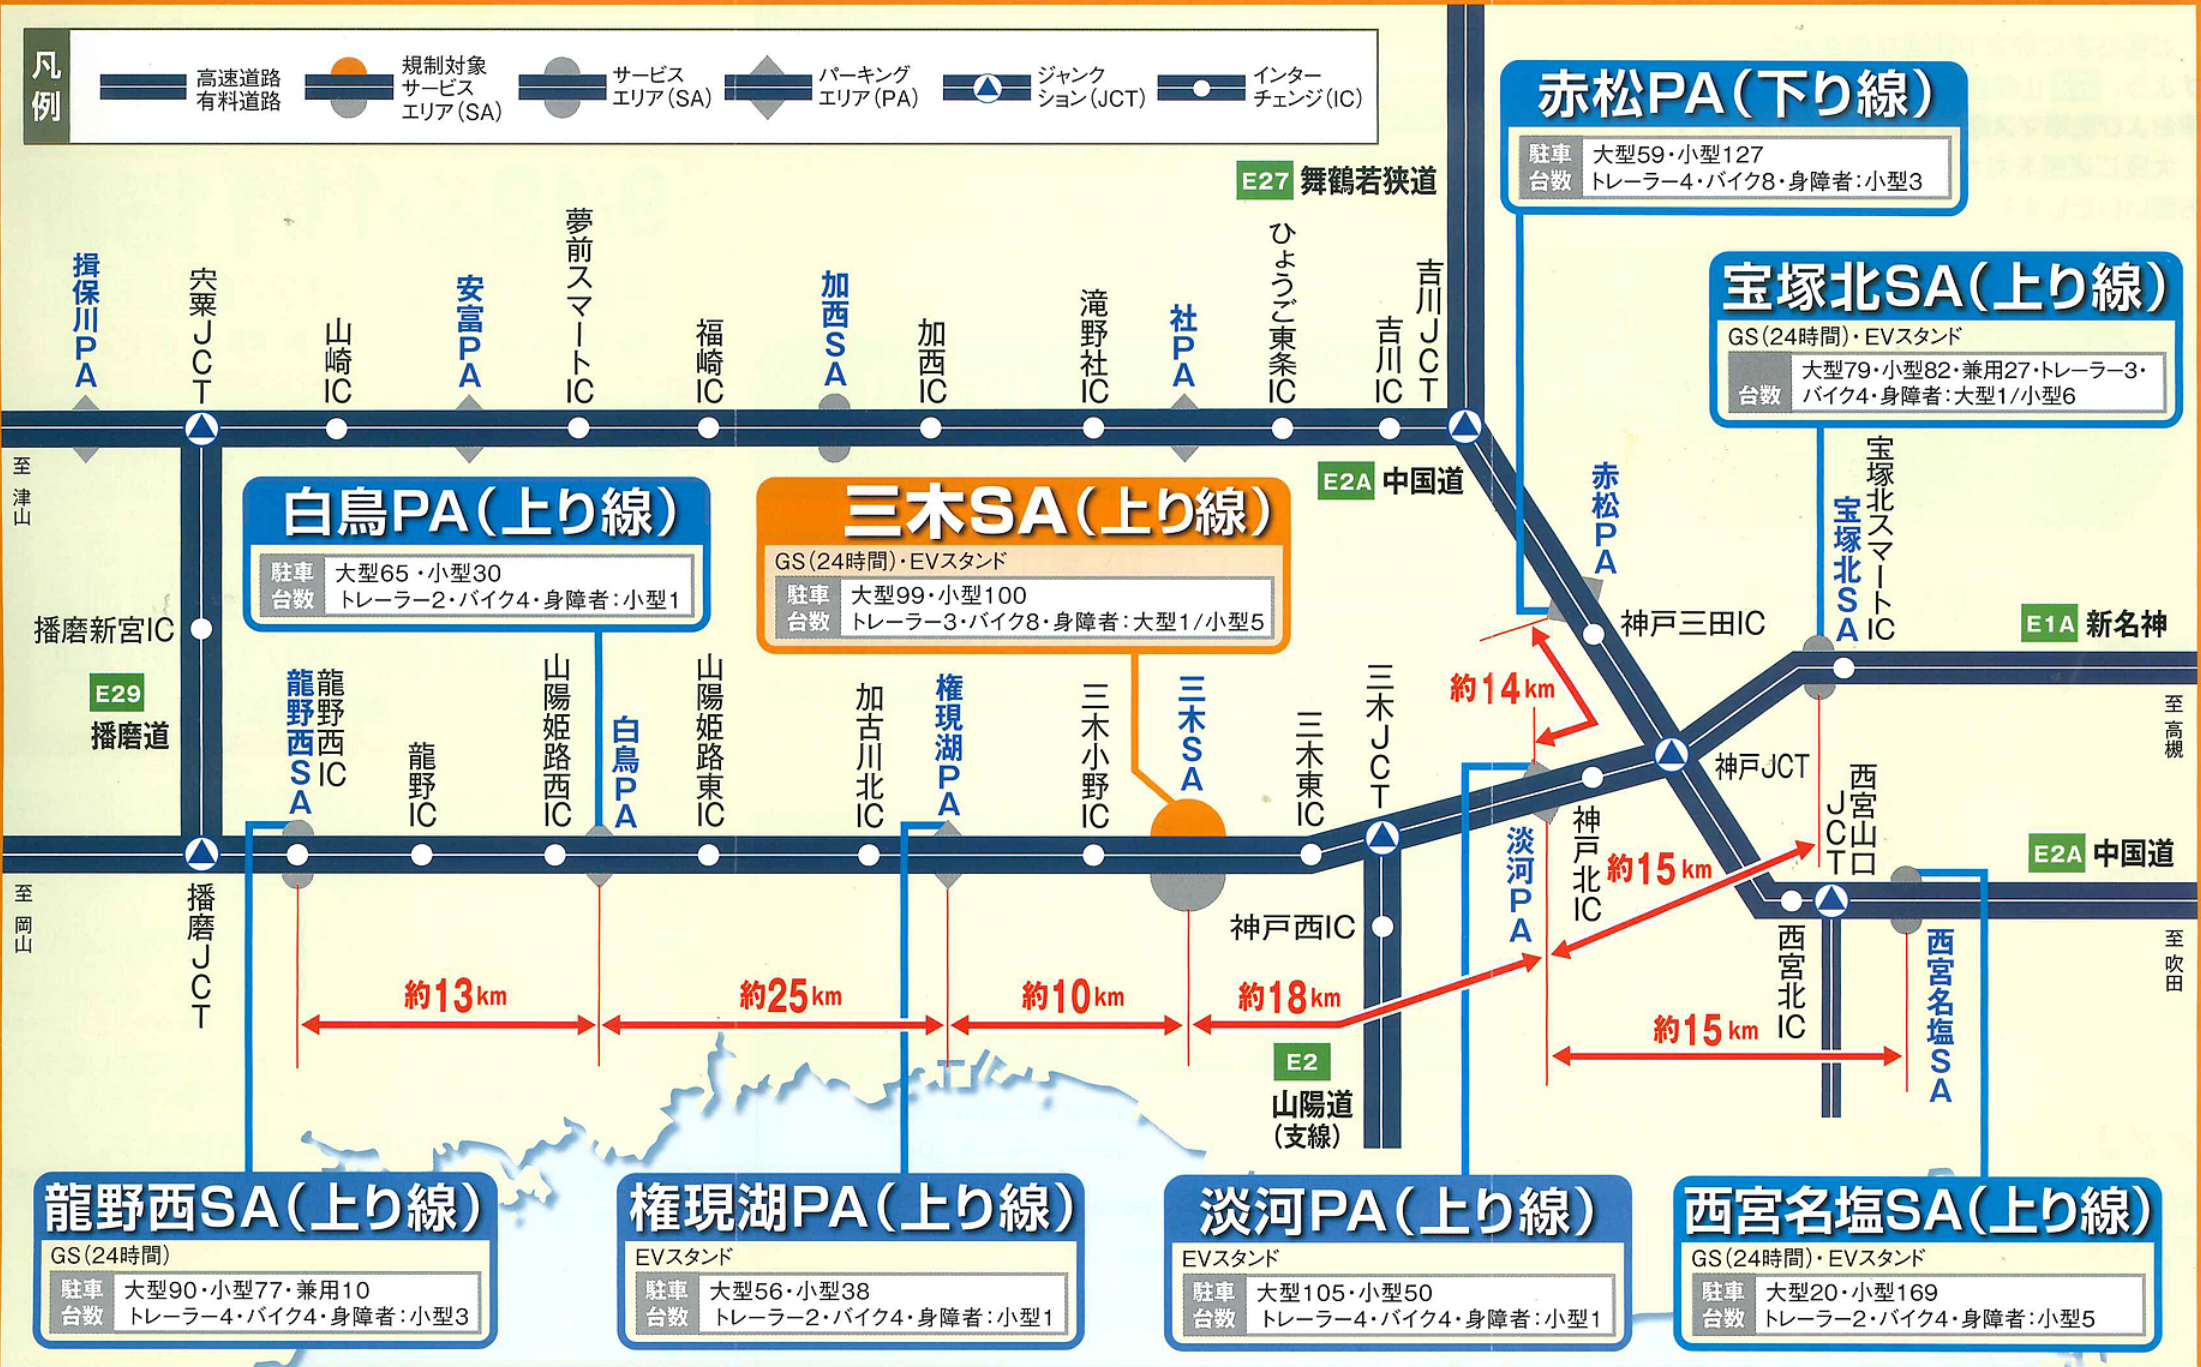 凡例
高速道路
有料道路
規制対象
サービス
エリア(SA)
サービス
エリア(SA)
パーキング
エリア(PA)
ジャンク
ション(JCT)
インター
チェンジ(IC)
赤松PA(下り線)
駐車台数
大型59・小型127
トレーラー4・バイク8・身障者:小型3
E27 舞鶴若狭道
宝塚北SA(上り線)
GS(24時間)・EVスタンド
台数
大型79・小型82・兼用27・トレーラー3・
バイク4・身障者:大型1/小型6
揖保川PA
宍粟JCT
山崎IC
安富PA
夢前スマートIC
福崎IC
加西SA
加西IC
滝野社IC
社PA
ひょうご東条IC
吉川IC
吉川JCT
至 津山
E2A 中国道
赤松PA
宝塚北SA
宝塚北スマートIC
白鳥PA(上り線)
駐車台数
大型65・小型30
トレーラー2・バイク4・身障者:小型1
三木SA(上り線)
GS(24時間)・EVスタンド
駐車台数
大型99・小型100
トレーラー3・バイク8・身障者:大型1/小型5
播磨新宮IC
神戸三田IC
E1A 新名神
E29
播磨道
龍野西SA
龍野西IC
龍野IC
山陽姫路西IC
白鳥PA
山陽姫路東IC
加古川北IC
権現湖PA
三木小野IC
三木SA
三木東IC
三木JCT
約14km
至 高槻
神戸JCT
西宮山口JCT
淡河PA
神戸北IC
約15km
E2A 中国道
至 岡山
播磨JCT
神戸西IC
西宮北IC
西宮名塩SA
至 吹田
約13km
約25km
約10km
約18km
約15km
E2
山陽道
(支線)
龍野西SA(上り線)
GS(24時間)
駐車台数
大型90・小型77・兼用10
トレーラー4・バイク4・身障者:小型3
権現湖PA(上り線)
EVスタンド
駐車台数
大型56・小型38
トレーラー2・バイク4・身障者:小型1
淡河PA(上り線)
EVスタンド
駐車台数
大型105・小型50
トレーラー4・バイク4・身障者:小型1
西宮名塩SA(上り線)
GS(24時間)・EVスタンド
駐車台数
大型20・小型169
トレーラー2・バイク4・身障者:小型5